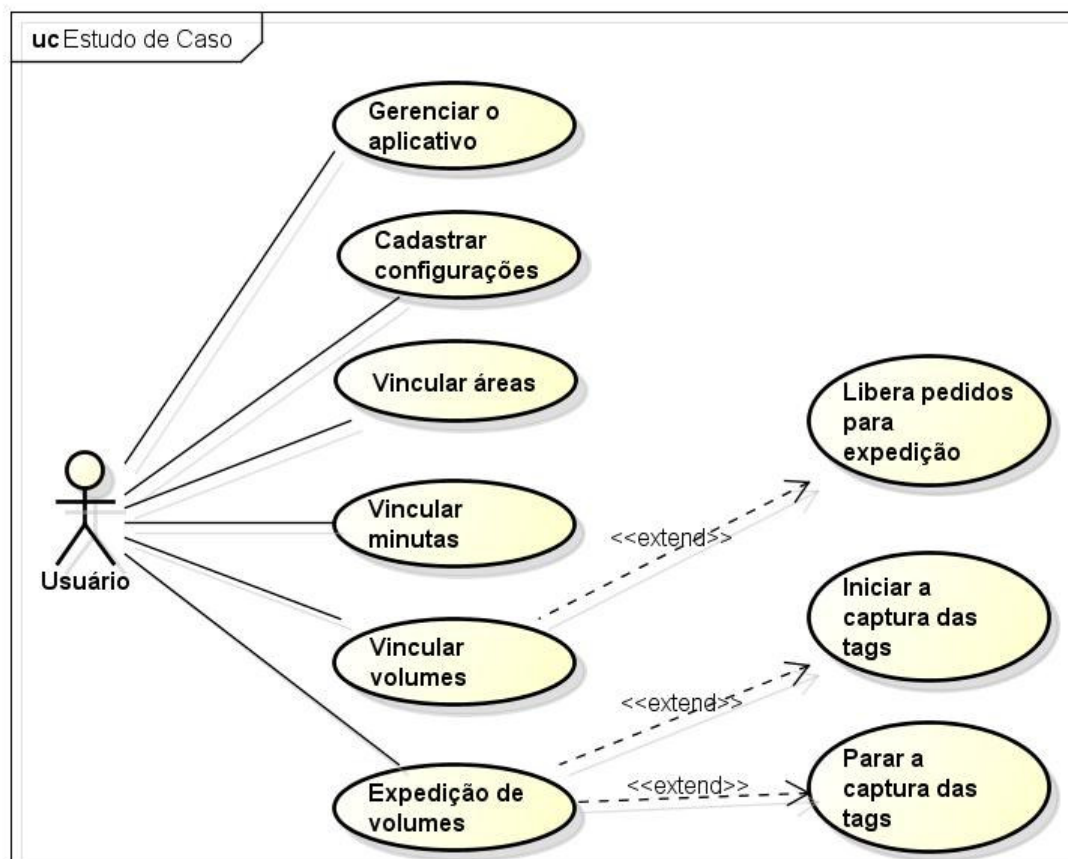 uc Estudo de Caso
Gerenciar o
aplicativo
Cadastrar
configurações
Vincular áreas
Libera pedidos
para
expedição
Vincular
minutas
<<extend>>
Usuário
Iniciar a
captura das
tags
Vincular
volumes
<<extend>>
Parar a
captura das
tags
<<extend>>
Expedição de
volumes